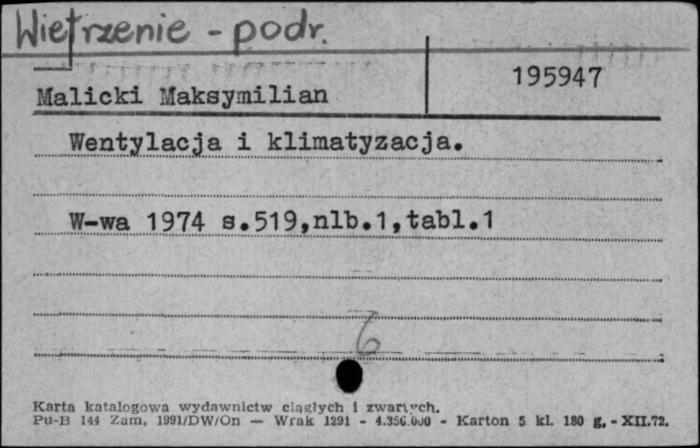 Wietrzenie - podr.
195947
Malicki Maksymilian
Wentylacja i klimatyzacja.
W-wa 1974 s.519,nlb.1,tabl.1
6
Karta katalogowa wydawnictw ciągłych i zwartych.
Pu-B 144 Zam. 1991/DW/On — Wrak 1291 - 4.356.000 - Karton 5 kl. 180 g. - XII.72.